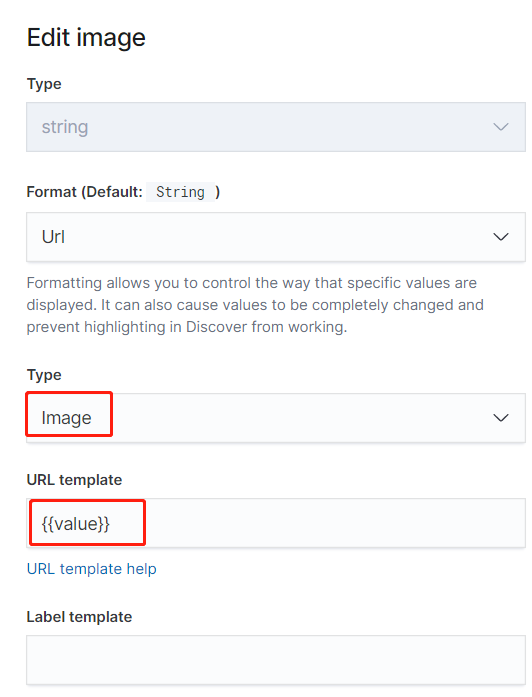 Edit image
Type
string
Format (Default: String )
Url
Formatting allows you to control the way that specific values are
displayed. It can also cause values to be completely changed and
prevent highlighting in Discover from working.
Type
Image
URL template
{{value}}
URL template help
Label template